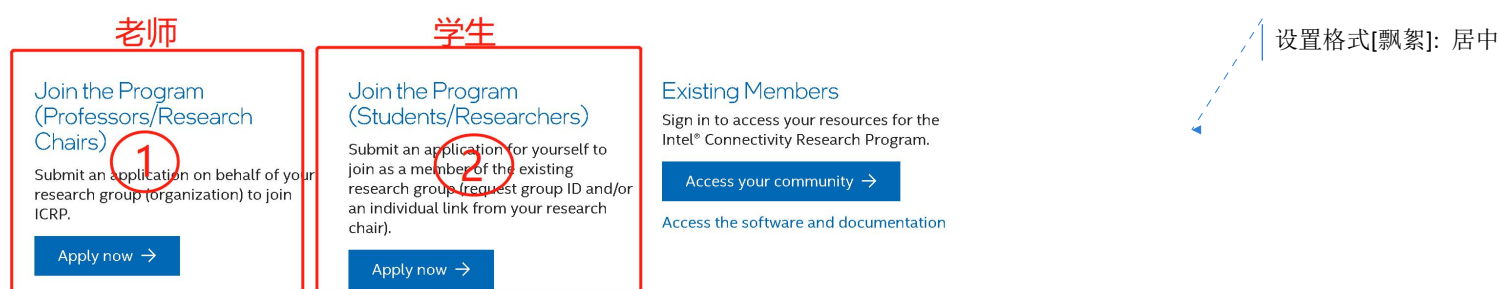 老师
Join the Program
(Professors/Research
Chairs)
①
Submit an application on behalf of your
research group (organization) to join
ICRP.
Apply now →
学生
Join the Program
(Students/Researchers)
②
Submit an application for yourself to
join as a member of the existing
research group (request group ID and/or
an individual link from your research
chair).
Apply now →
Existing Members
Sign in to access your resources for the
Intel® Connectivity Research Program.
Access your community →
Access the software and documentation
设置格式[飘絮]: 居中